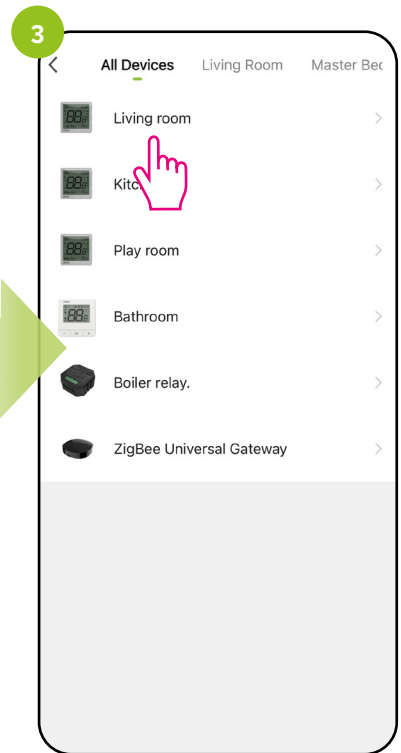 3
All Devices Living Room Master Bec
Living room
Kitc
Play room
Bathroom
Boiler relay.
ZigBee Universal Gateway